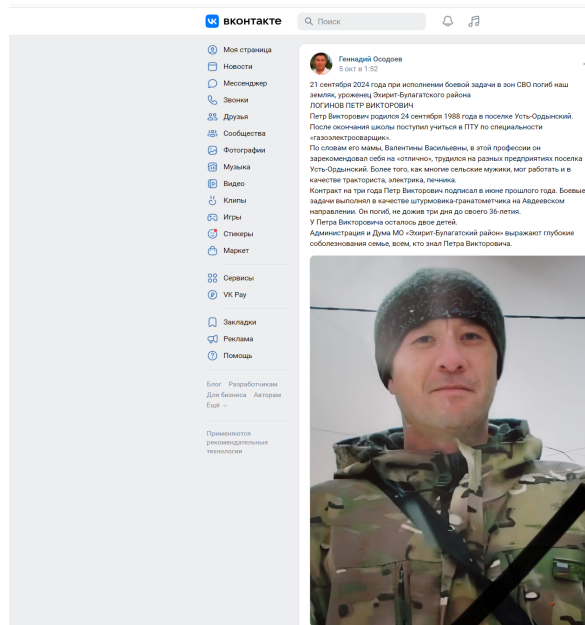 вконтакте
Поиск
Моя страница
Новости
Мессенджер
Звонки
Друзья
Сообщества
Фотографии
Музыка
Видео
Клипы
Игры
Стикеры
Маркет
Сервисы
VK Pay
Закладки
Реклама
Помощь
Блог Разработчикам
Для бизнеса Авторам
Ещё
Применяются
рекомендательные
технологии
Геннадий Осодоев
5 окт в 1:52
21 сентября 2024 года при исполнении боевой задачи в зон СВО погиб наш
земляк, уроженец Эхирит-Булагатского района
ЛОГИНОВ ПЕТР ВИКТОРОВИЧ
Петр Викторович родился 24 сентября 1988 года в поселке Усть-Ордынский.
После окончания школы поступил учиться в ПТУ по специальности
«газоэлектросварщик».
По словам его мамы, Валентины Васильевны, в этой профессии он
зарекомендовал себя на «отлично», трудился на разных предприятиях поселка
Усть-Ордынский. Более того, как многие сельские мужики, мог работать и в
качестве тракториста, электрика, печника.
Контракт на три года Петр Викторович подписал в июне прошлого года. Боевые
задачи выполнял в качестве штурмовика-гранатометчика на Авдеевском
направлении. Он погиб, не дожив три дня до своего 36-летия.
У Петра Викторовича осталось двое детей.
Администрация и Дума МО «Эхирит-Булагатский район» выражают глубокие
соболезнования семье, всем, кто знал Петра Викторовича.